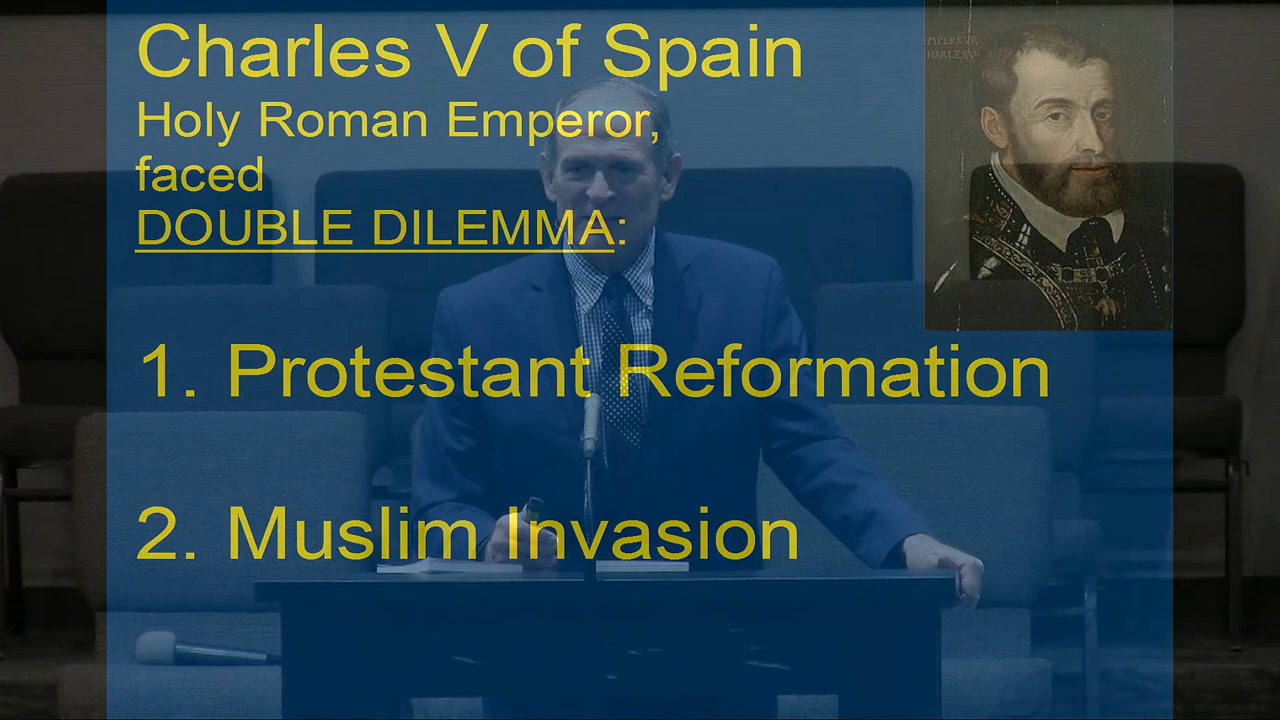 Charles V of Spain
Holy Roman Emperor,
faced
DOUBLE DILEMMA:
1. Protestant Reformation
2. Muslim Invasion